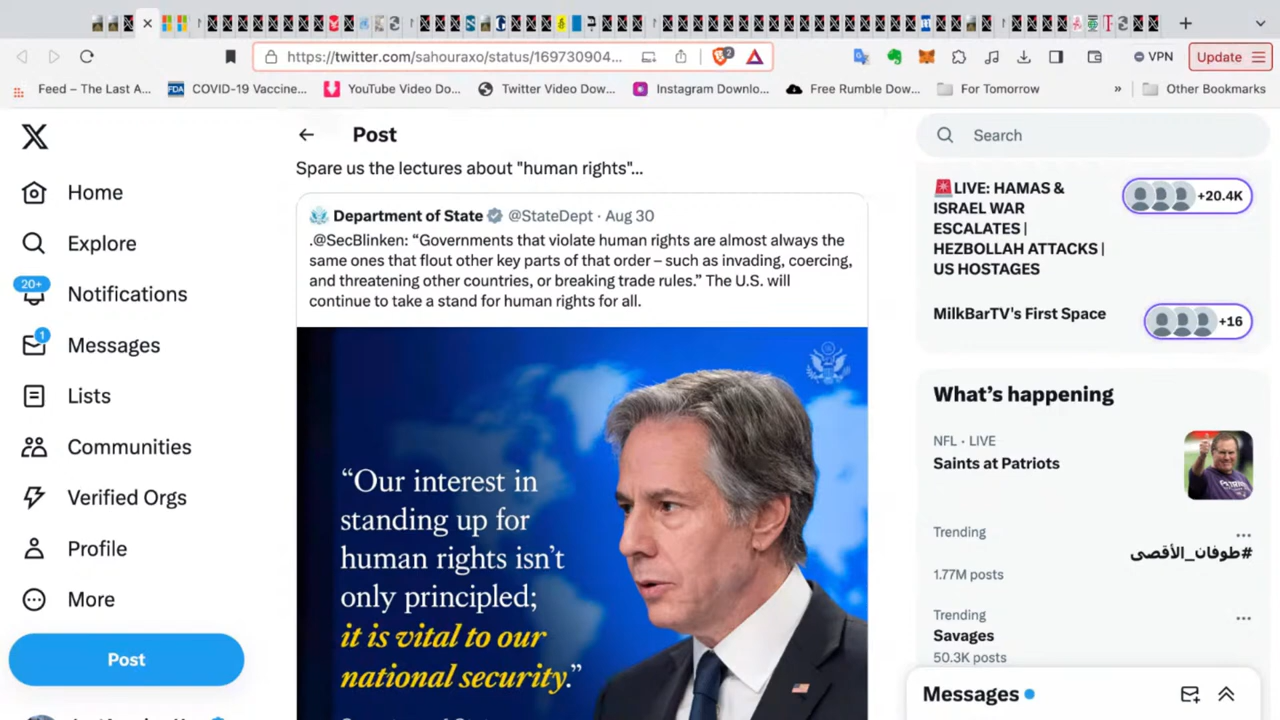 https://twitter.com/sahouraxo/status/169730904...
2
VPN
Update
Feed – The Last A...
FDA COVID-19 Vaccine...
YouTube Video Do...
Twitter Video Dow...
Instagram Downlo...
Free Rumble Dow...
For Tomorrow
»
Other Bookmarks
Home
Explore
20+
Notifications
1
Messages
Lists
Communities
Verified Orgs
Profile
More
Post
Post
Spare us the lectures about "human rights"...
Department of State @StateDept · Aug 30
.@SecBlinken: “Governments that violate human rights are almost always the
same ones that flout other key parts of that order – such as invading, coercing,
and threatening other countries, or breaking trade rules.” The U.S. will
continue to take a stand for human rights for all.
“Our interest in
standing up for
human rights isn’t
only principled;
it is vital to our
national security.”
Search
LIVE: HAMAS &
ISRAEL WAR
ESCALATES |
HEZBOLLAH ATTACKS |
US HOSTAGES
+20.4K
MilkBarTV's First Space
+16
What’s happening
NFL · LIVE
Saints at Patriots
Trending
#طوفان_الأقصى
1.77M posts
Trending
Savages
50.3K posts
Messages